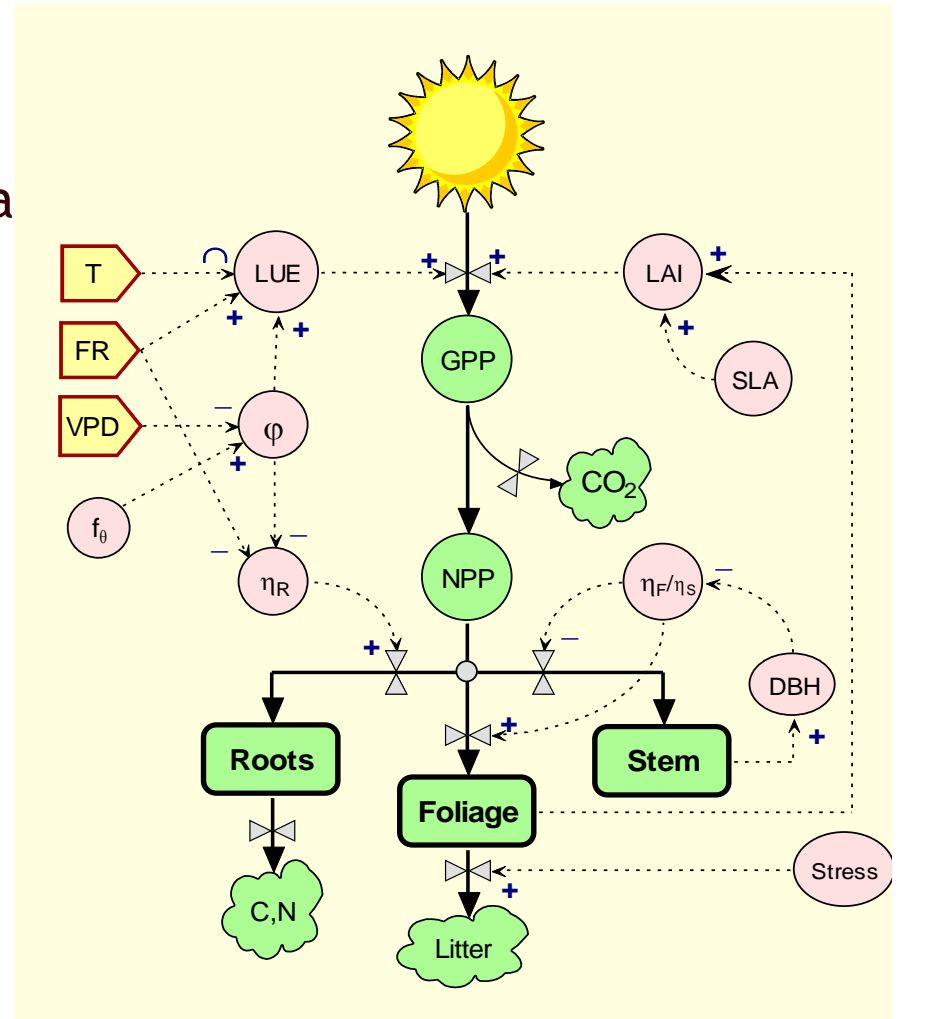 a
T
LUE
+
+
LAI
+
+
+
+
FR
GPP
SLA
VPD
–
φ
+
CO₂
fθ
–
–
ηR
NPP
ηF/ηS
–
+
–
DBH
+
+
Roots
Stem
Foliage
Stress
+
C,N
Litter